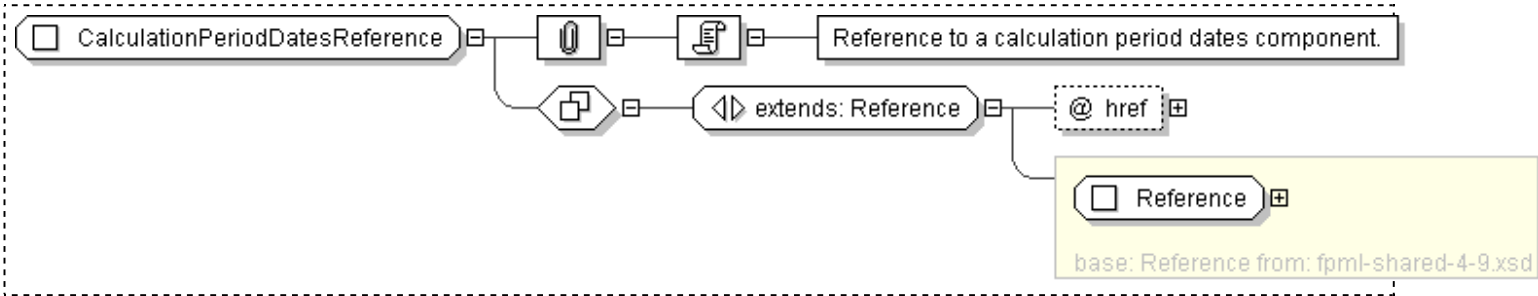 CalculationPeriodDatesReference
Reference to a calculation period dates component.
extends: Reference
@ href
Reference
base: Reference from: fpml-shared-4-9.xsd